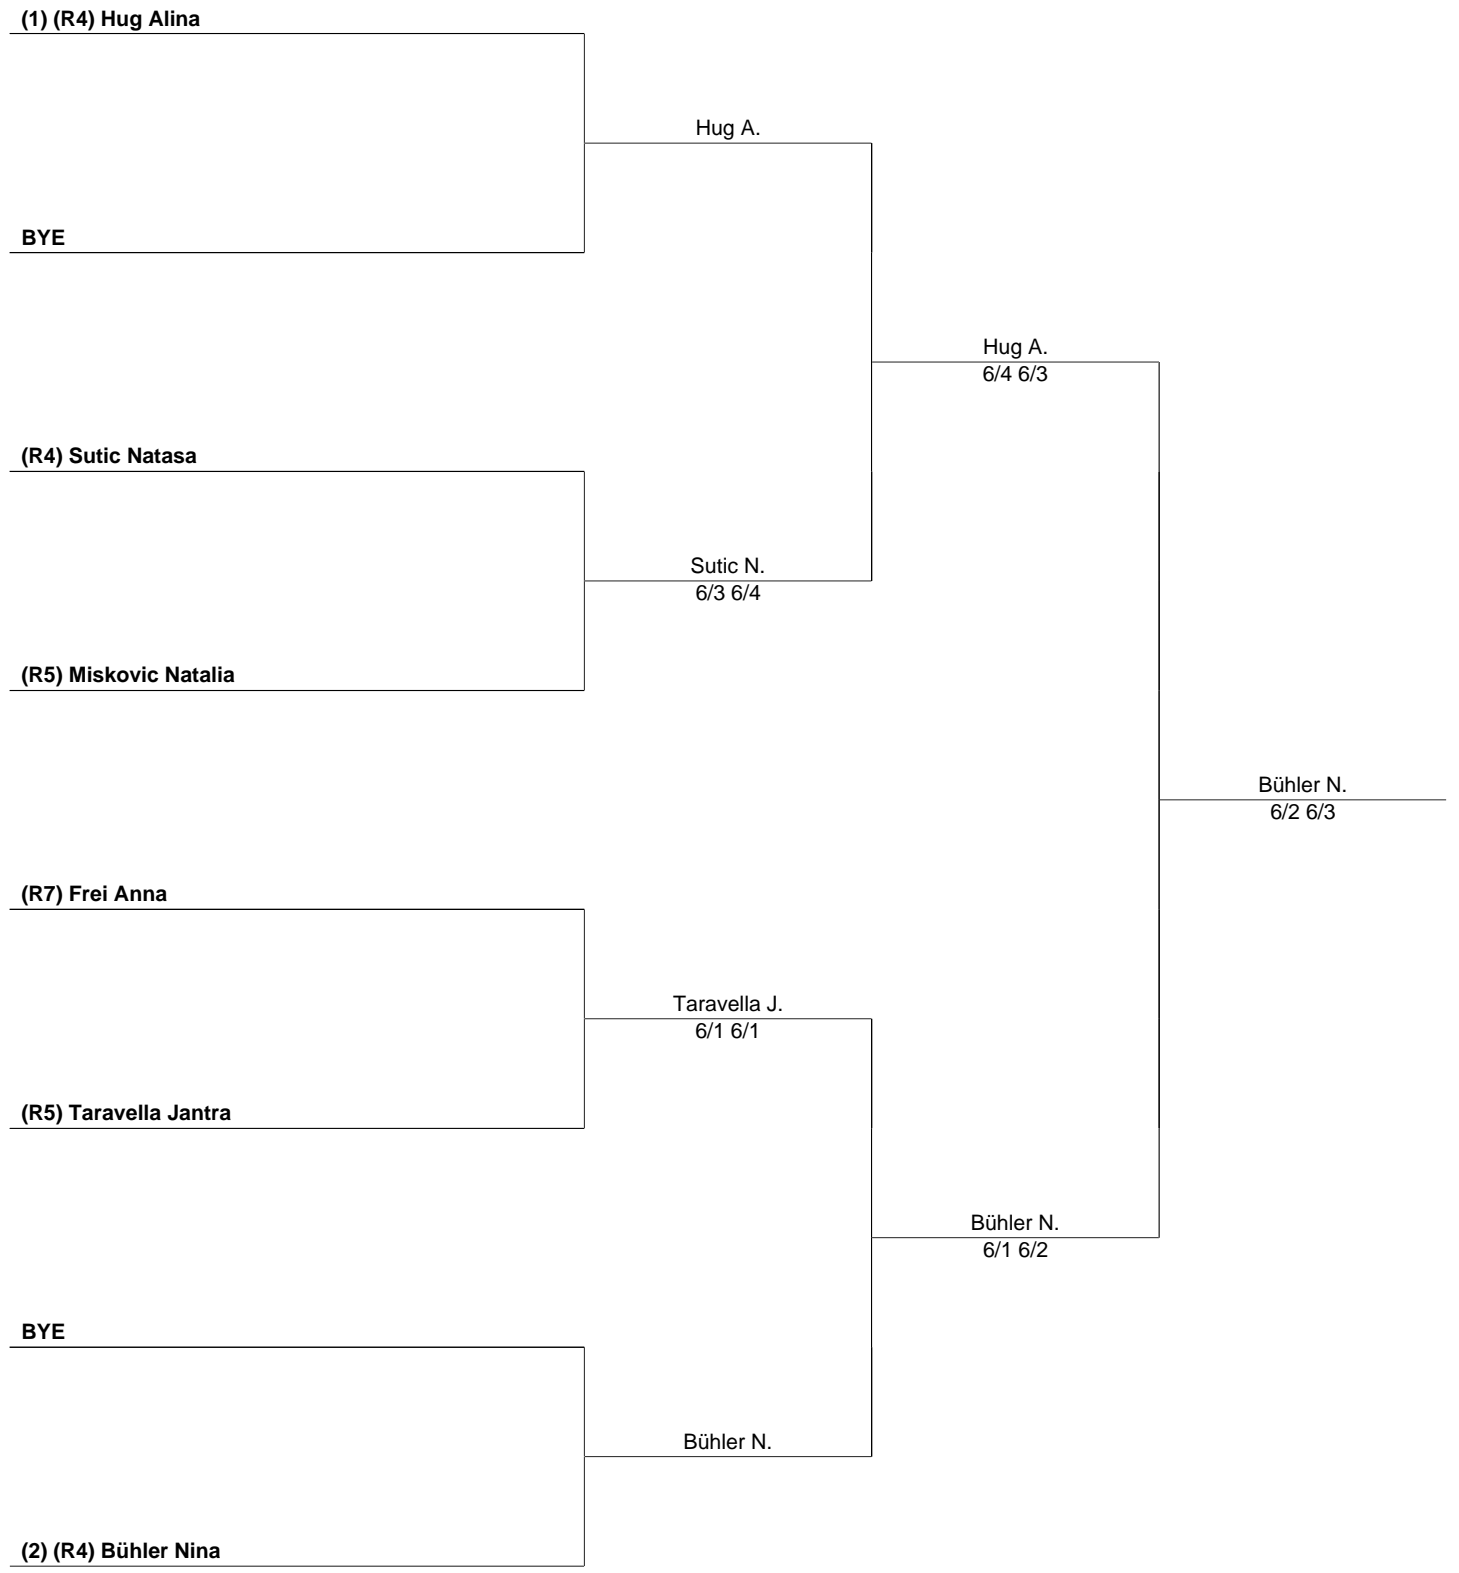 (1) (R4) Hug Alina
Hug A.
BYE
Hug A.
6/4 6/3
(R4) Sutic Natasa
Sutic N.
6/3 6/4
(R5) Miskovic Natalia
Bühler N.
6/2 6/3
(R7) Frei Anna
Taravella J.
6/1 6/1
(R5) Taravella Jantra
Bühler N.
6/1 6/2
BYE
Bühler N.
(2) (R4) Bühler Nina